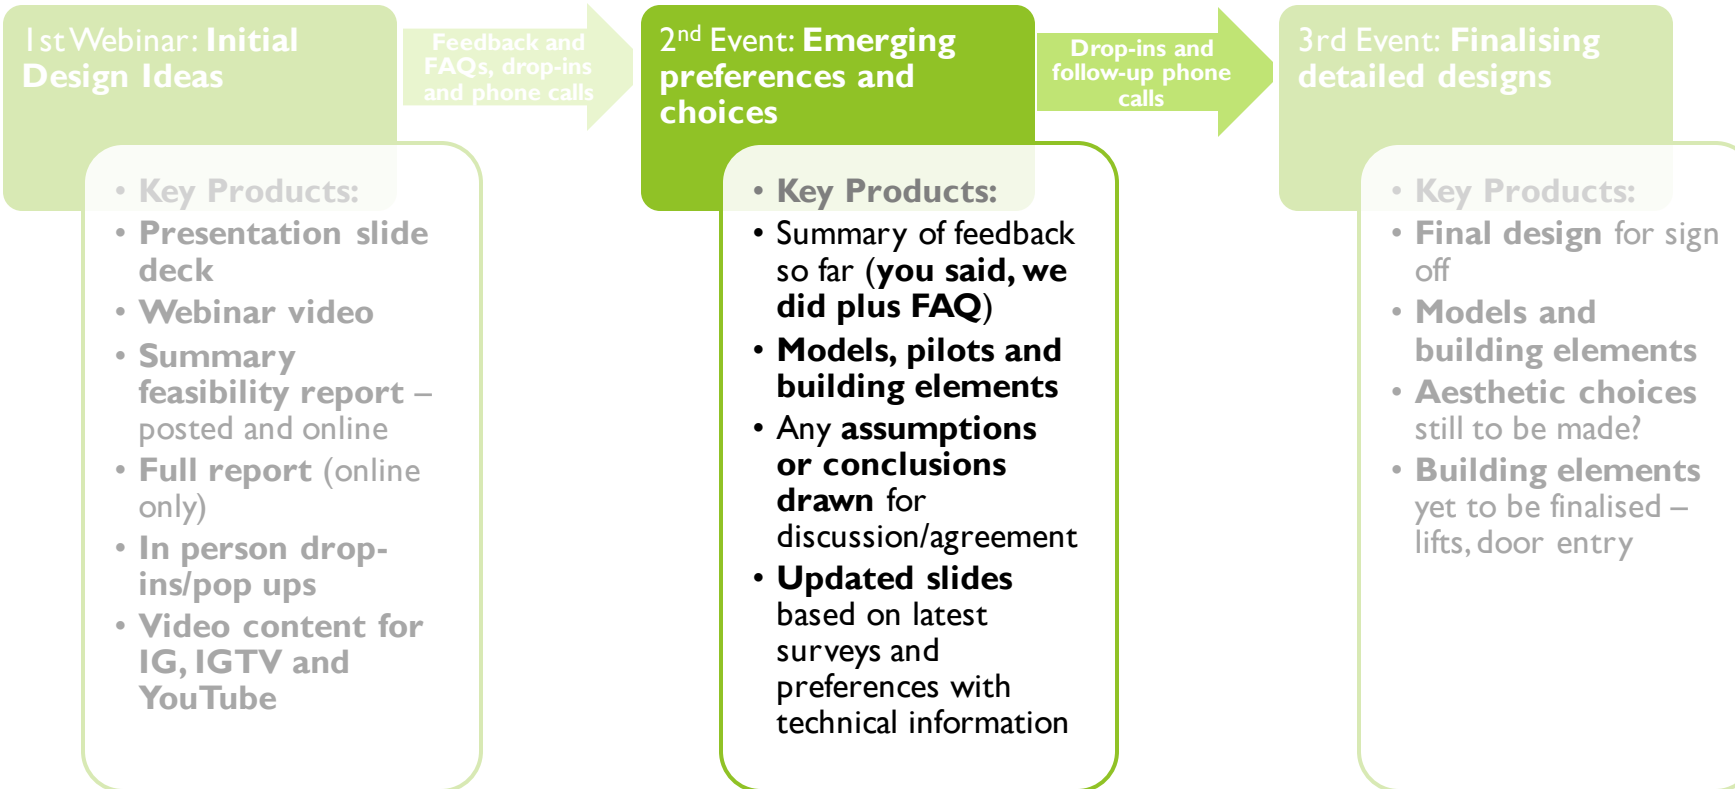 1st Webinar: Initial
Design Ideas
• Key Products:
• Presentation slide
deck
• Webinar video
• Summary
feasibility report –
posted and online
• Full report (online
only)
• In person drop-
ins/pop ups
• Video content for
IG, IGTV and
YouTube
Feedback and
FAQs, drop-ins
and phone calls
2nd Event: Emerging
preferences and
choices
• Key Products:
• Summary of feedback
so far (you said, we
did plus FAQ)
• Models, pilots and
building elements
• Any assumptions
or conclusions
drawn for
discussion/agreement
• Updated slides
based on latest
surveys and
preferences with
technical information
Drop-ins and
follow-up phone
calls
3rd Event: Finalising
detailed designs
• Key Products:
• Final design for sign
off
• Models and
building elements
• Aesthetic choices
still to be made?
• Building elements
yet to be finalised –
lifts, door entry